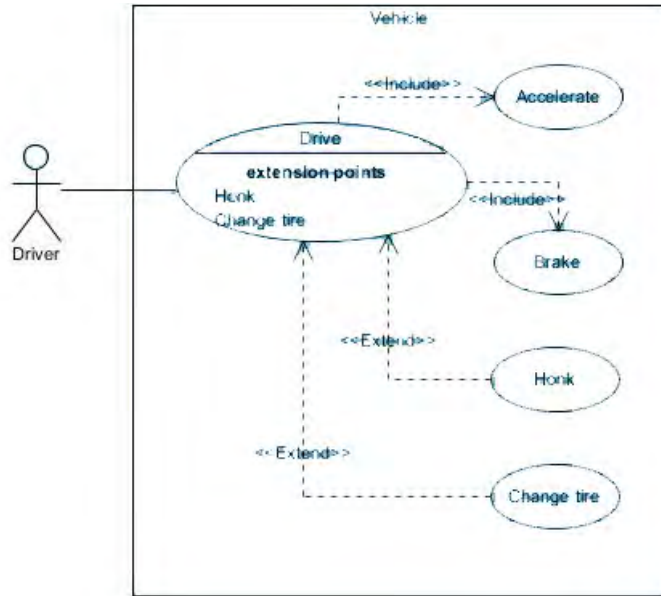 Vehicle
<<Include>>
Accelerate
Drive
extension points
Honk
Change tire
<<Include>>
Driver
Brake
<<Extend>>
Honk
<<Extend>>
Change tire